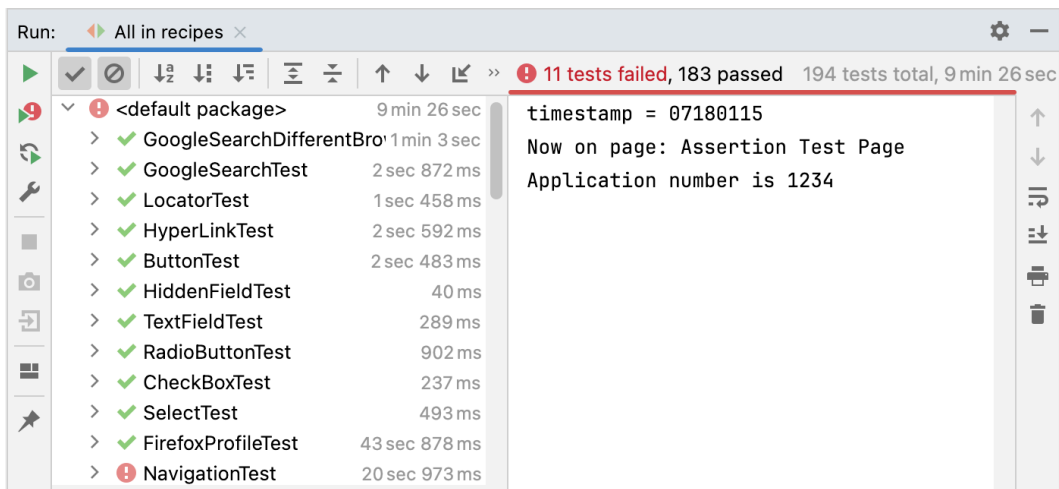 Run: All in recipes
11 tests failed, 183 passed 194 tests total, 9 min 26 sec
<default package> 9 min 26 sec
GoogleSearchDifferentBro 1 min 3 sec
GoogleSearchTest 2 sec 872 ms
LocatorTest 1 sec 458 ms
HyperLinkTest 2 sec 592 ms
ButtonTest 2 sec 483 ms
HiddenFieldTest 40 ms
TextFieldTest 289 ms
RadioButtonTest 902 ms
CheckBoxTest 237 ms
SelectTest 493 ms
FirefoxProfileTest 43 sec 878 ms
NavigationTest 20 sec 973 ms
timestamp = 07180115
Now on page: Assertion Test Page
Application number is 1234